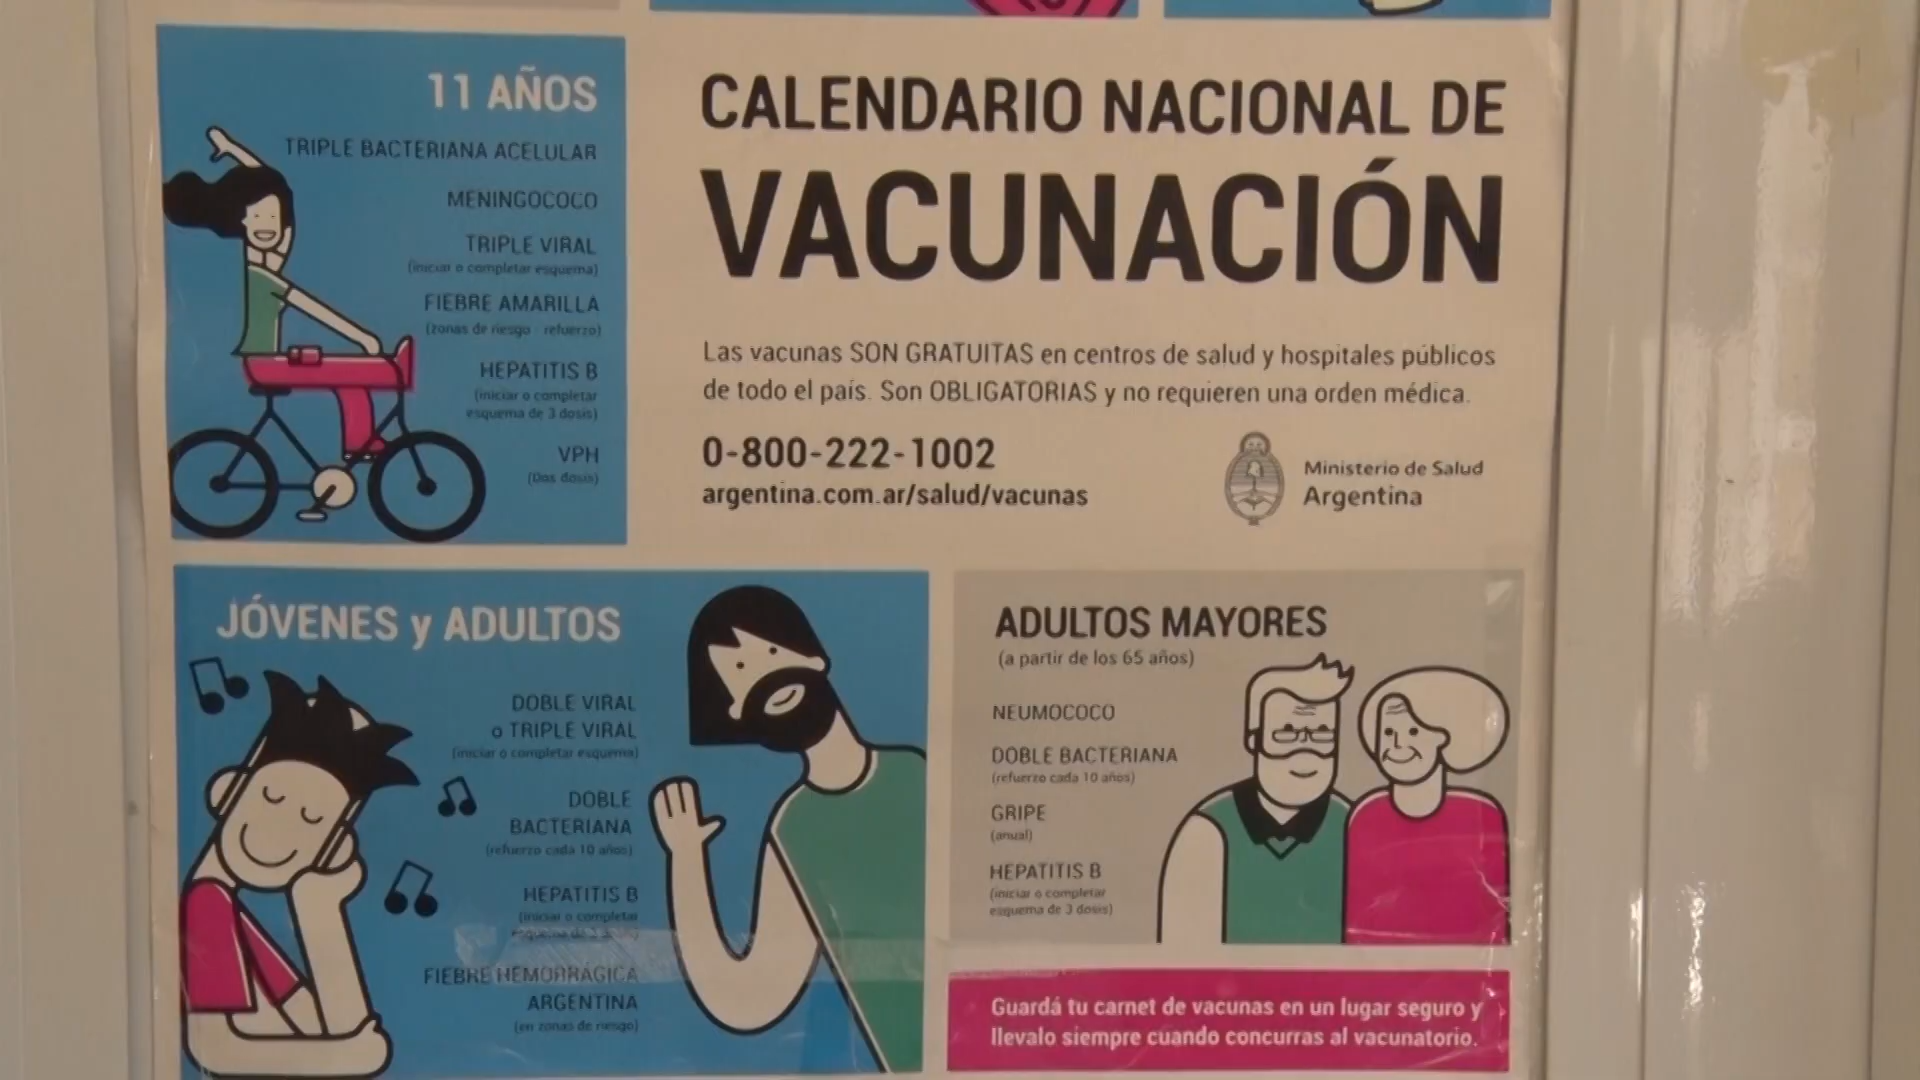 11 AÑOS
TRIPLE BACTERIANA ACELULAR
MENINGOCOCO
TRIPLE VIRAL
(iniciar o completar esquema)
FIEBRE AMARILLA
(zonas de riesgo refuerzo)
HEPATITIS B
(iniciar o completar
esquema de 3 dosis)
VPH
(Dos dosis)
CALENDARIO NACIONAL DE
VACUNACIÓN
Las vacunas SON GRATUITAS en centros de salud y hospitales públicos
de todo el país. Son OBLIGATORIAS y no requieren una orden médica.
0-800-222-1002
argentina.com.ar/salud/vacunas
Ministerio de Salud
Argentina
JÓVENES y ADULTOS
DOBLE VIRAL
o TRIPLE VIRAL
(iniciar o completar esquema)
DOBLE
BACTERIANA
(refuerzo cada 10 años)
HEPATITIS B
(iniciar o completar
esquema de 3 dosis)
FIEBRE HEMORRÁGICA
ARGENTINA
(en zonas de riesgo)
ADULTOS MAYORES
(a partir de los 65 años)
NEUMOCOCO
DOBLE BACTERIANA
(refuerzo cada 10 años)
GRIPE
(anual)
HEPATITIS B
(iniciar o completar
esquema de 3 dosis)
Guardá tu carnet de vacunas en un lugar seguro y
llevalo siempre cuando concurras al vacunatorio.